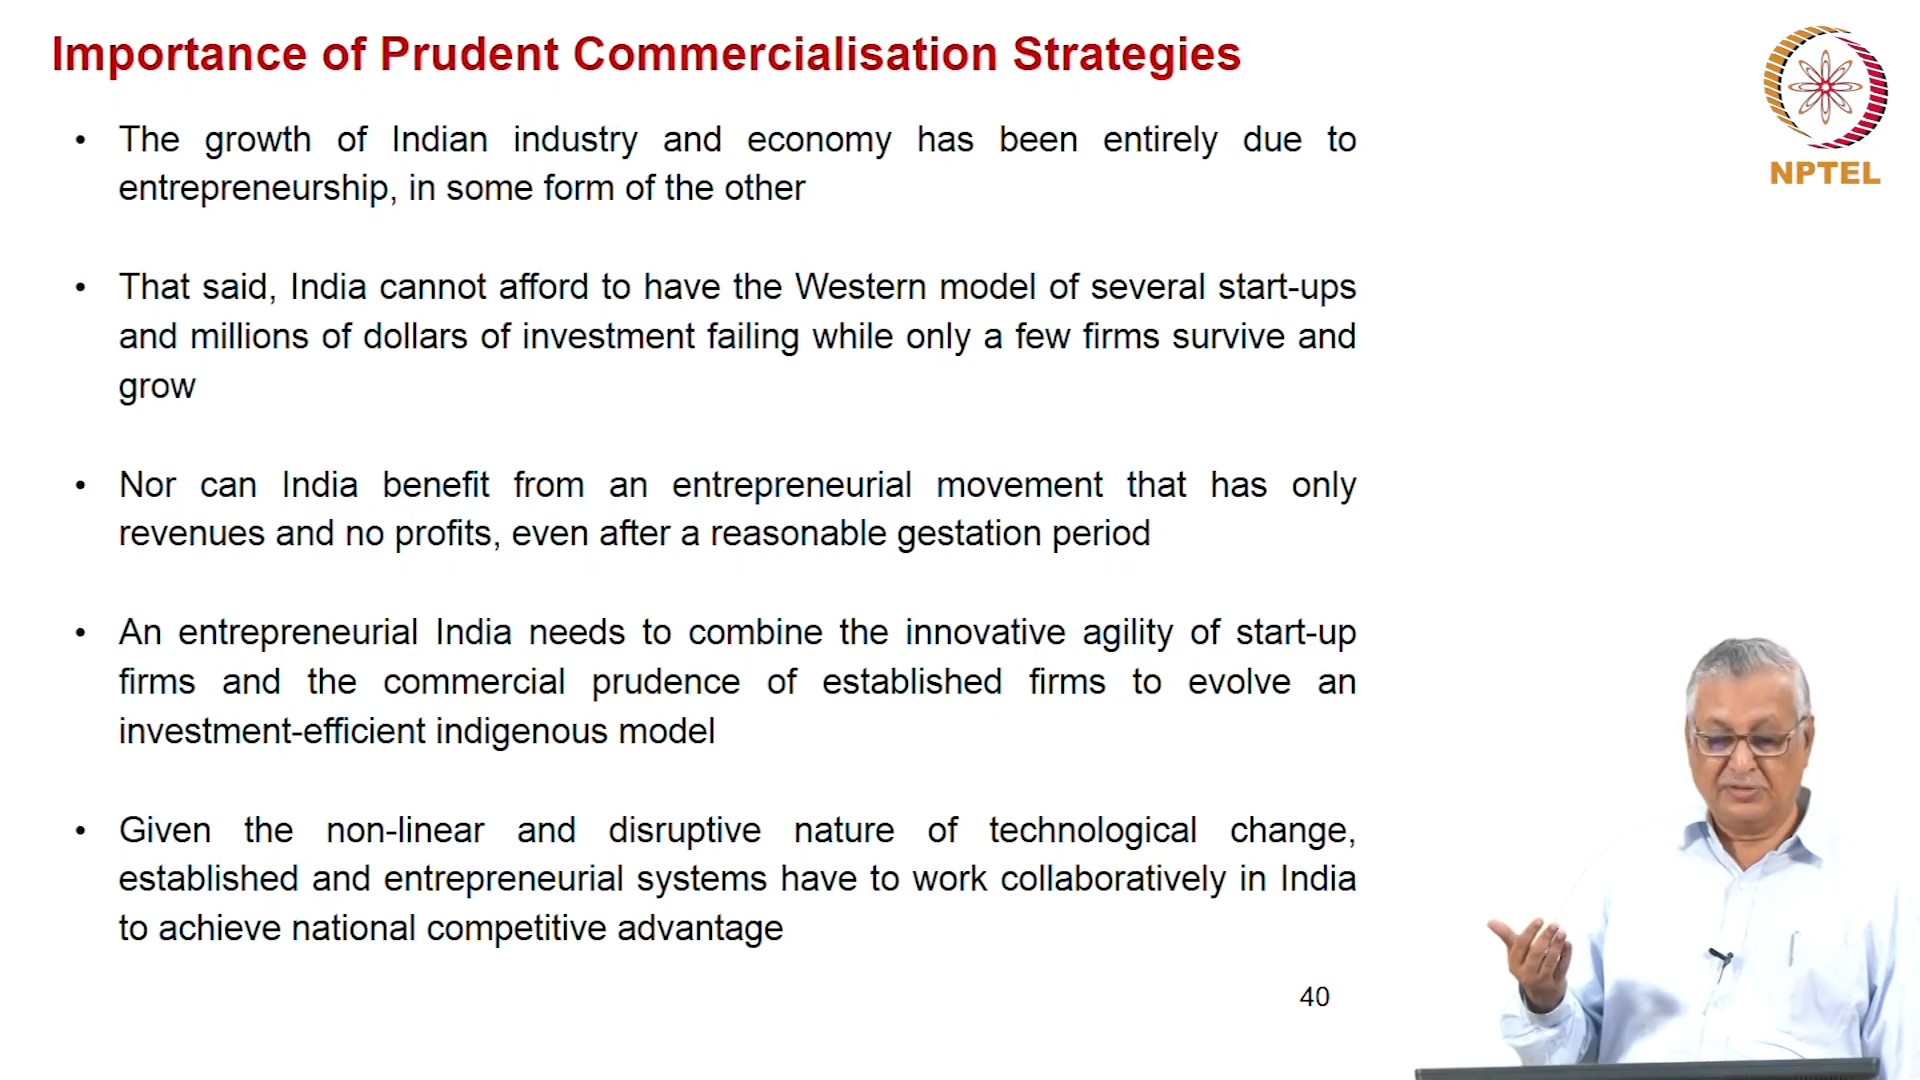 Importance of Prudent Commercialisation Strategies
NPTEL
• The growth of Indian industry and economy has been entirely due to
entrepreneurship, in some form of the other
• That said, India cannot afford to have the Western model of several start-ups
and millions of dollars of investment failing while only a few firms survive and
grow
• Nor can India benefit from an entrepreneurial movement that has only
revenues and no profits, even after a reasonable gestation period
• An entrepreneurial India needs to combine the innovative agility of start-up
firms and the commercial prudence of established firms to evolve an
investment-efficient indigenous model
• Given the non-linear and disruptive nature of technological change,
established and entrepreneurial systems have to work collaboratively in India
to achieve national competitive advantage
40